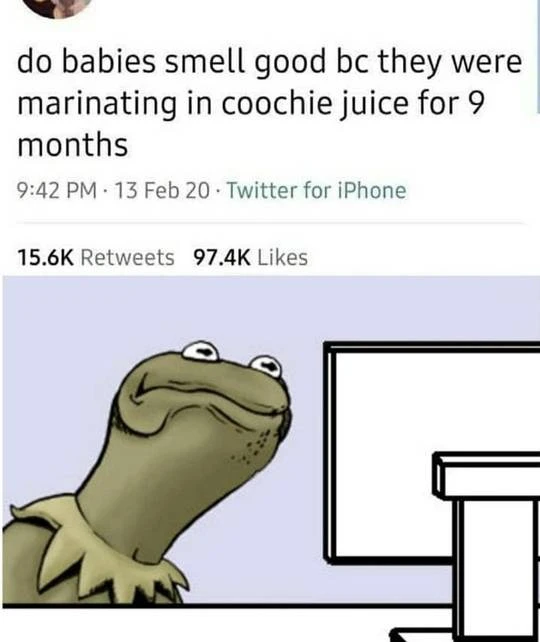 do babies smell good bc they were
marinating in coochie juice for 9
months
9:42 PM · 13 Feb 20 · Twitter for iPhone
15.6K Retweets 97.4K Likes